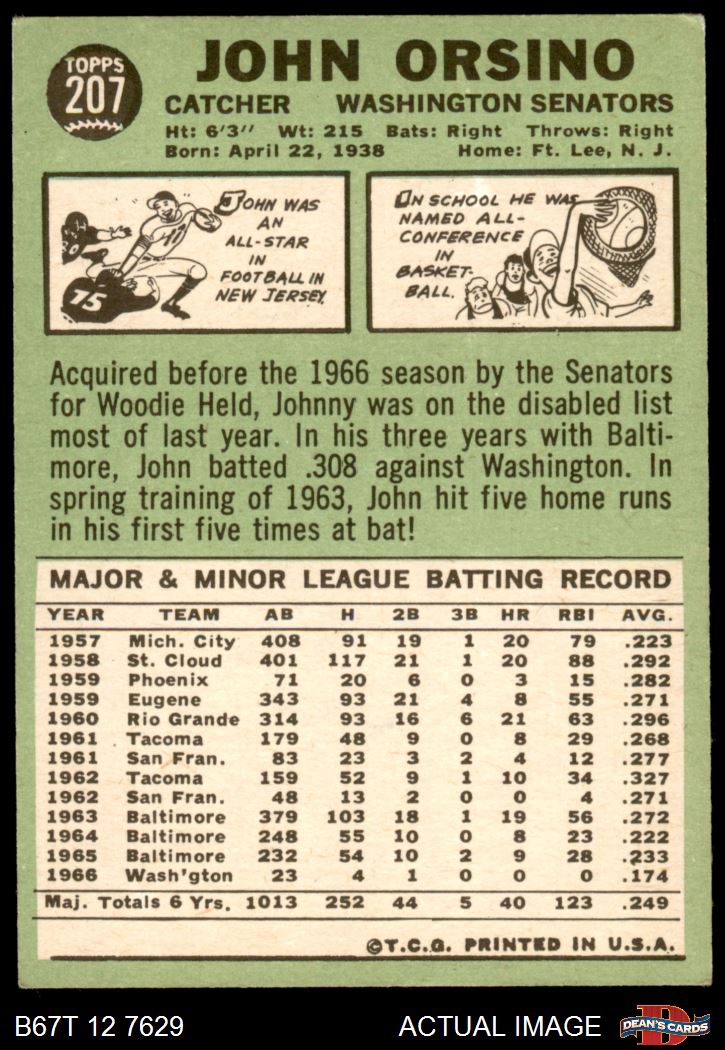 TOPPS
207
JOHN ORSINO
CATCHER WASHINGTON SENATORS
Ht: 6'3" Wt: 215 Bats: Right Throws: Right
Born: April 22, 1938 Home: Ft. Lee, N. J.
JOHN WAS
AN
ALL-STAR
IN
FOOTBALL IN
NEW JERSEY.
75
IN SCHOOL HE WAS
NAMED ALL-
CONFERENCE
IN
BASKET-
BALL.
Acquired before the 1966 season by the Senators
for Woodie Held, Johnny was on the disabled list
most of last year. In his three years with Balti-
more, John batted .308 against Washington. In
spring training of 1963, John hit five home runs
in his first five times at bat!
MAJOR & MINOR LEAGUE BATTING RECORD
YEAR TEAM AB H 2B 3B HR RBI AVG.
1957 Mich. City 408 91 19 1 20 79 .223
1958 St. Cloud 401 117 21 1 20 88 .292
1959 Phoenix 71 20 6 0 3 15 .282
1959 Eugene 343 93 21 4 8 55 .271
1960 Rio Grande 314 93 16 6 21 63 .296
1961 Tacoma 179 48 9 0 8 29 .268
1961 San Fran. 83 23 3 2 4 12 .277
1962 Tacoma 159 52 9 1 10 34 .327
1962 San Fran. 48 13 2 0 0 4 .271
1963 Baltimore 379 103 18 1 19 56 .272
1964 Baltimore 248 55 10 0 8 23 .222
1965 Baltimore 232 54 10 2 9 28 .233
1966 Wash'gton 23 4 1 0 0 0 .174
Maj. Totals 6 Yrs. 1013 252 44 5 40 123 .249
©T.C.G. PRINTED IN U.S.A.
B67T 12 7629 ACTUAL IMAGE DEAN'S CARDS